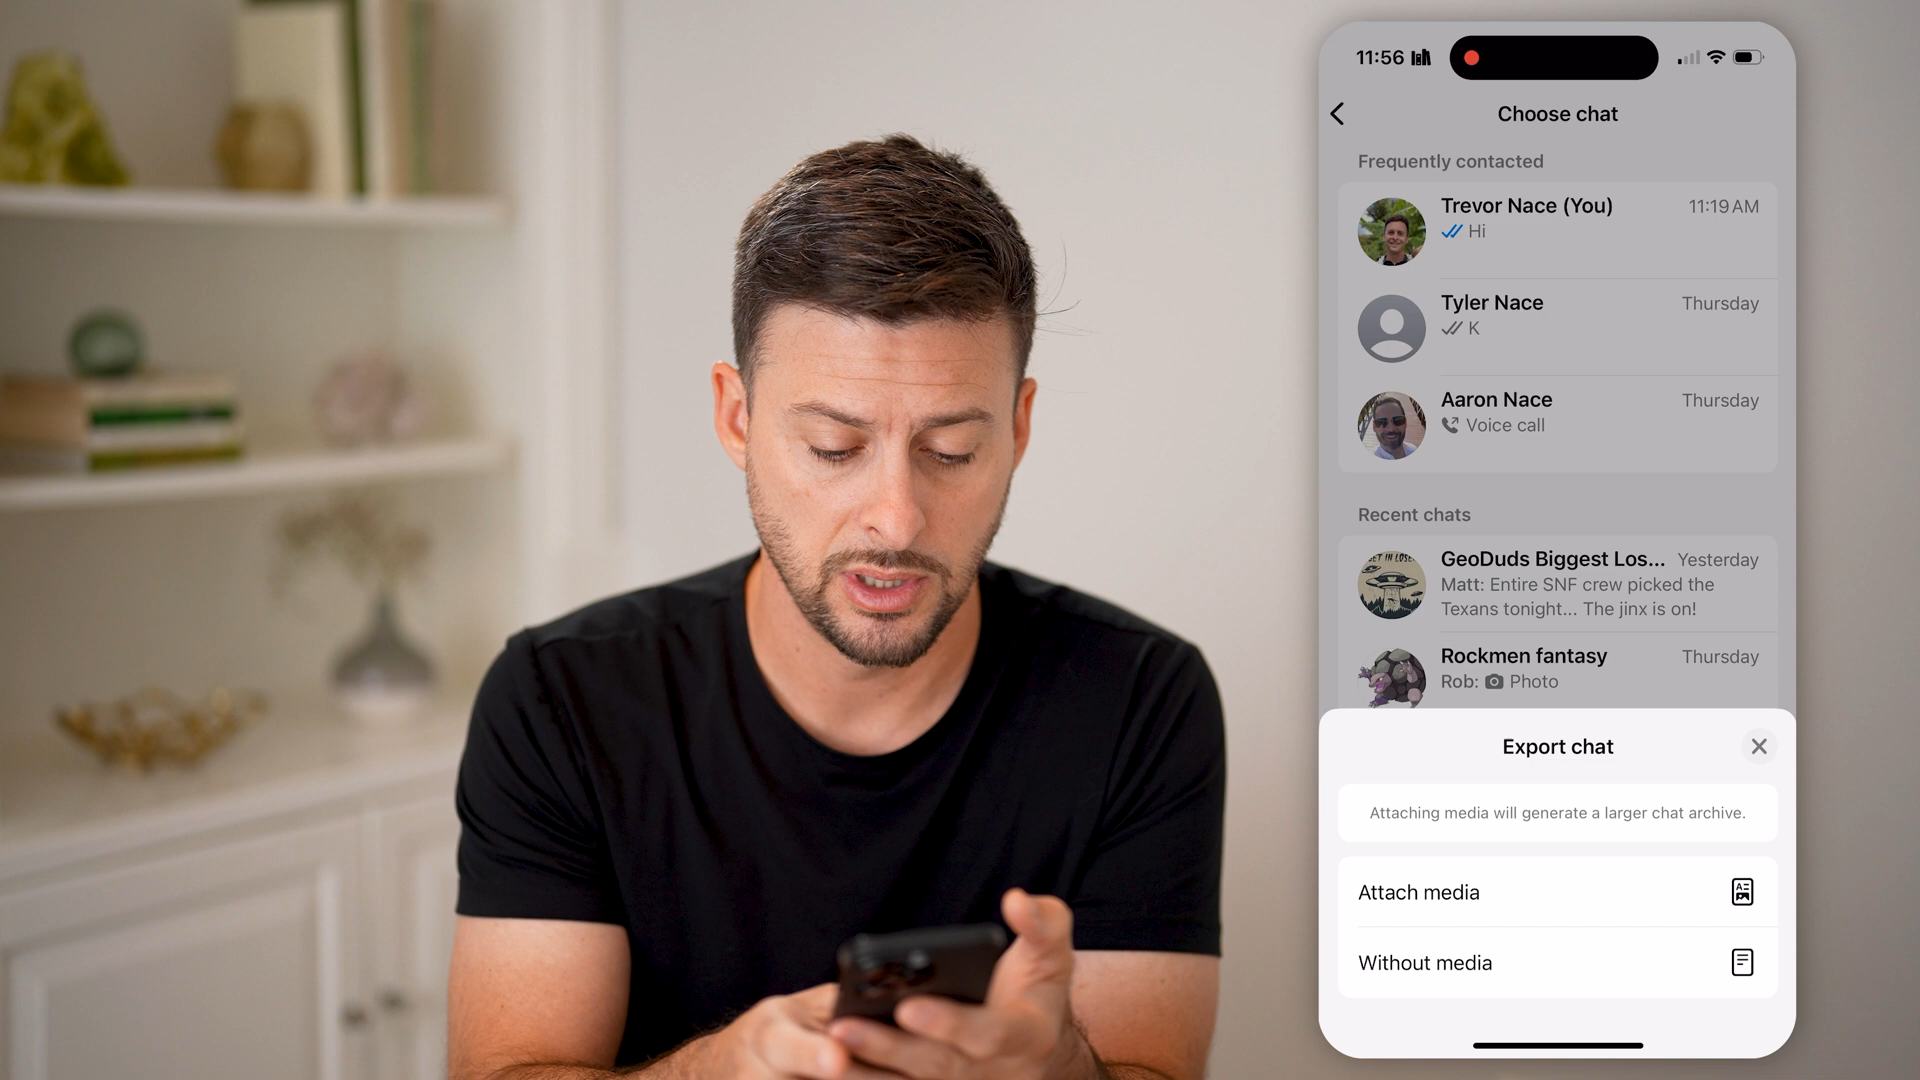 11:56
Choose chat
Frequently contacted
Trevor Nace (You) 11:19 AM
Hi
Tyler Nace Thursday
K
Aaron Nace Thursday
Voice call
Recent chats
GET IN LOSE
GeoDuds Biggest Los... Yesterday
Matt: Entire SNF crew picked the
Texans tonight... The jinx is on!
Rockmen fantasy Thursday
Rob: Photo
Export chat
Attaching media will generate a larger chat archive.
Attach media
Without media